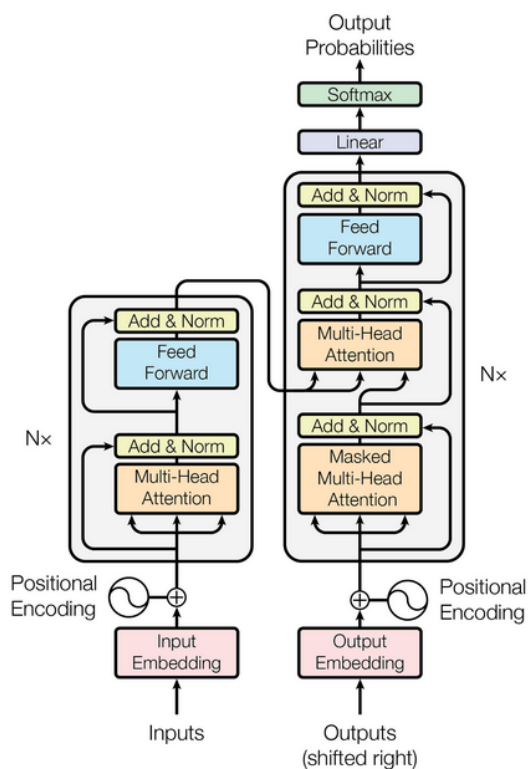 Output
Probabilities
Softmax
Linear
Add & Norm
Feed
Forward
Add & Norm
Multi-Head
Attention
Add & Norm
Masked
Multi-Head
Attention
Nx
Add & Norm
Feed
Forward
Add & Norm
Multi-Head
Attention
N×
Positional
Encoding
Positional
Encoding
Input
Embedding
Output
Embedding
Inputs
Outputs
(shifted right)